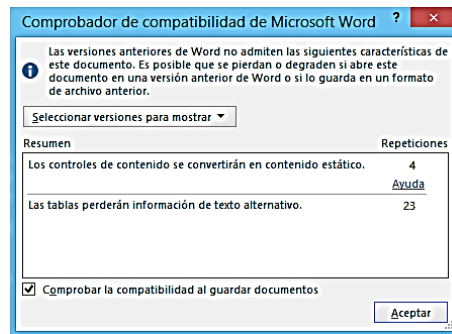 Comprobador de compatibilidad de Microsoft Word ? ×
Las versiones anteriores de Word no admiten las siguientes características de
este documento. Es posible que se pierdan o degraden si abre este
documento en una versión anterior de Word o si lo guarda en un formato
de archivo anterior.
Seleccionar versiones para mostrar
Resumen Repeticiones
Los controles de contenido se convertirán en contenido estático. 4
Ayuda
Las tablas perderán información de texto alternativo. 23
Comprobar la compatibilidad al guardar documentos
Aceptar